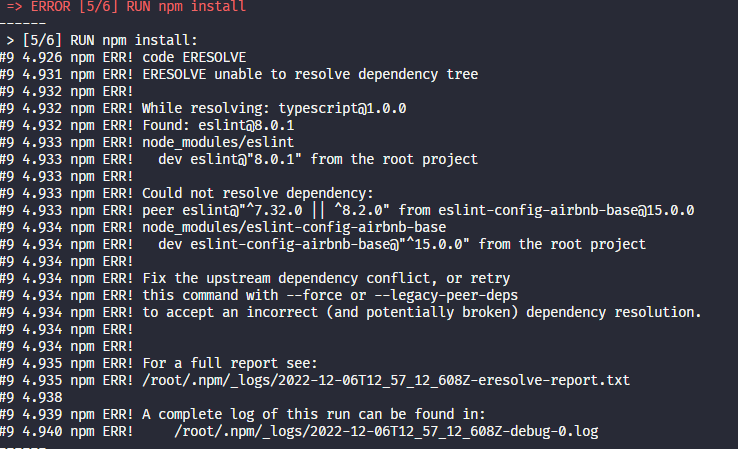 => ERROR [5/6] RUN npm install
------
> [5/6] RUN npm install:
#9 4.926 npm ERR! code ERESOLVE
#9 4.931 npm ERR! ERESOLVE unable to resolve dependency tree
#9 4.932 npm ERR!
#9 4.932 npm ERR! While resolving: typescript@1.0.0
#9 4.932 npm ERR! Found: eslint@8.0.1
#9 4.933 npm ERR! node_modules/eslint
#9 4.933 npm ERR!   dev eslint@"8.0.1" from the root project
#9 4.933 npm ERR!
#9 4.933 npm ERR! Could not resolve dependency:
#9 4.933 npm ERR! peer eslint@"^7.32.0 || ^8.2.0" from eslint-config-airbnb-base@15.0.0
#9 4.934 npm ERR! node_modules/eslint-config-airbnb-base
#9 4.934 npm ERR!   dev eslint-config-airbnb-base@"^15.0.0" from the root project
#9 4.934 npm ERR!
#9 4.934 npm ERR! Fix the upstream dependency conflict, or retry
#9 4.934 npm ERR! this command with --force or --legacy-peer-deps
#9 4.934 npm ERR! to accept an incorrect (and potentially broken) dependency resolution.
#9 4.934 npm ERR!
#9 4.934 npm ERR!
#9 4.935 npm ERR! For a full report see:
#9 4.935 npm ERR! /root/.npm/_logs/2022-12-06T12_57_12_608Z-eresolve-report.txt
#9 4.938
#9 4.939 npm ERR! A complete log of this run can be found in:
#9 4.940 npm ERR!     /root/.npm/_logs/2022-12-06T12_57_12_608Z-debug-0.log
------